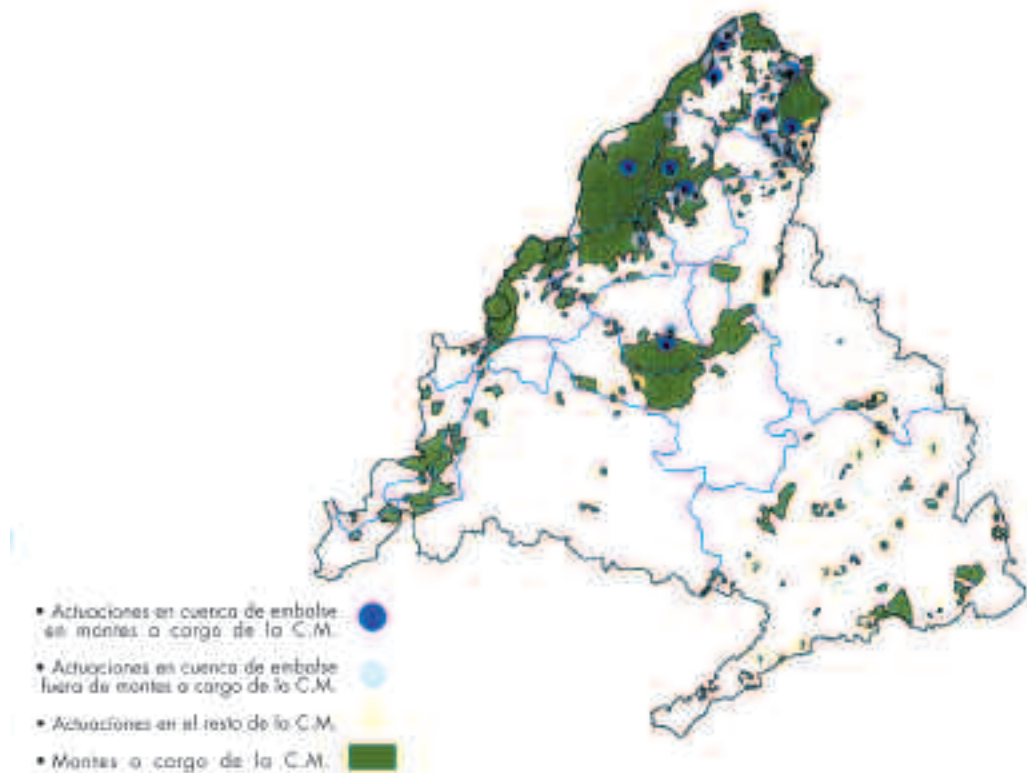 • Actuaciones en cuenca de embalse
en montes a cargo de la C.M.
• Actuaciones en cuenca de embalse
fuera de montes a cargo de la C.M.
• Actuaciones en el resto de la C.M.
• Montes a cargo de la C.M.